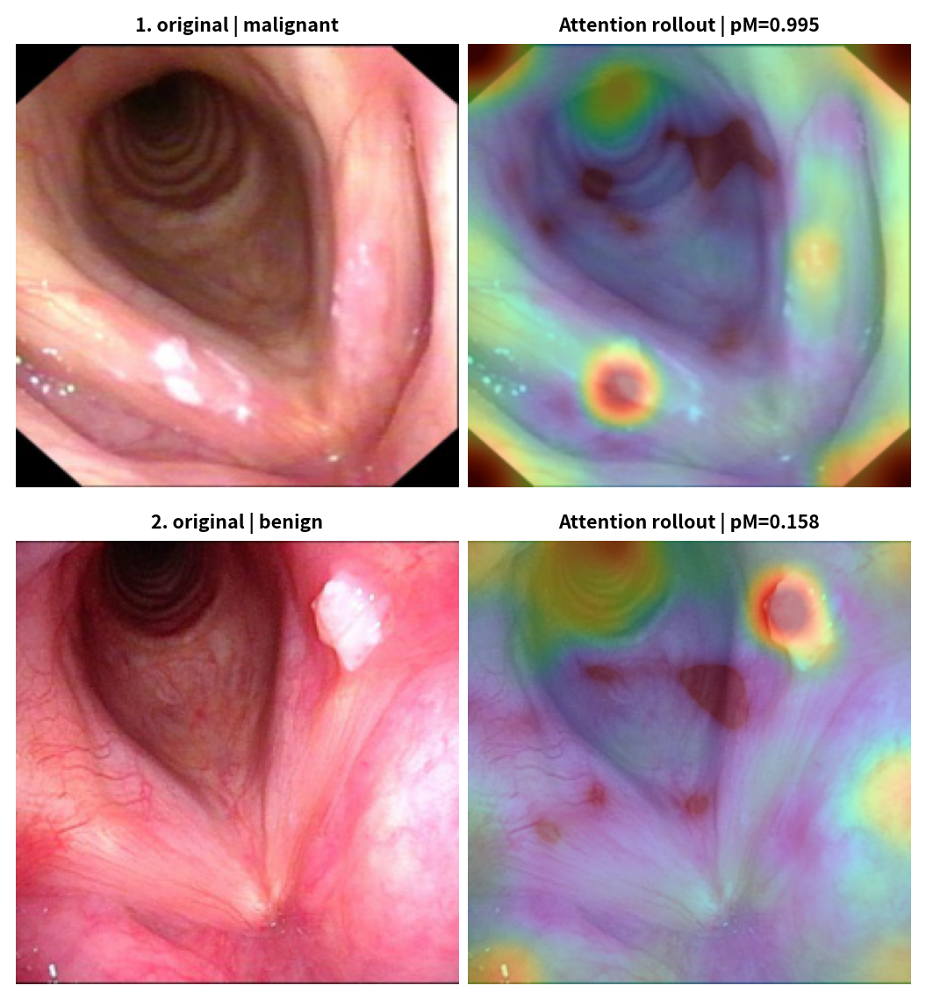 1. original | malignant
Attention rollout | pM=0.995
2. original | benign
Attention rollout | pM=0.158